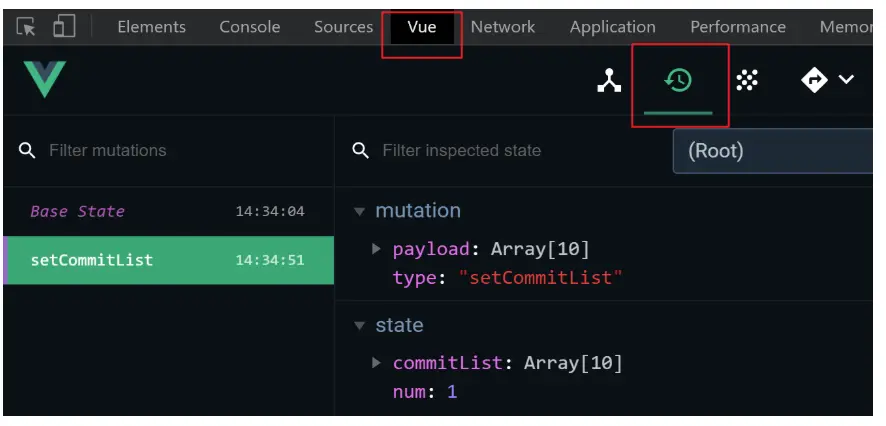 Elements Console Sources Vue Network Application Performance Memor
Filter mutations Filter inspected state (Root)
Base State 14:34:04
setCommitList 14:34:51
mutation
payload: Array[10]
type: "setCommitList"
state
commitList: Array[10]
num: 1